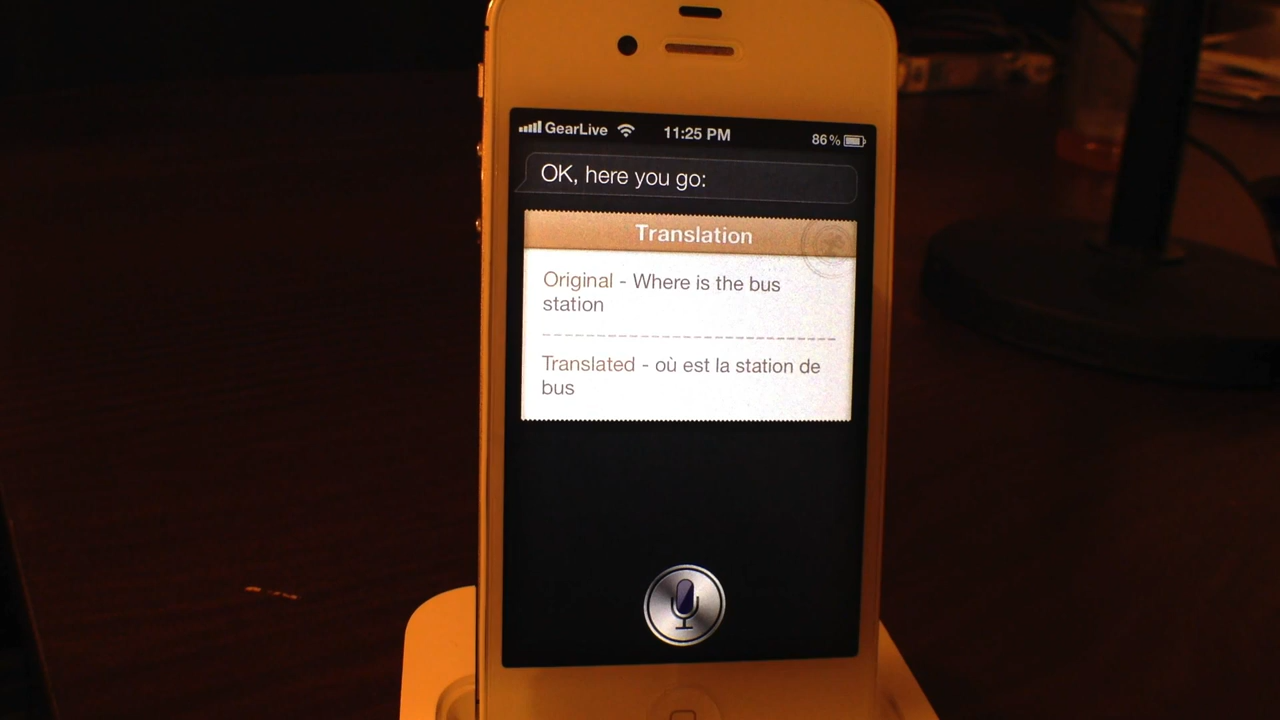 GearLive 11:25 PM 86%
OK, here you go:
Translation
Original - Where is the bus
station
Translated - où est la station de
bus